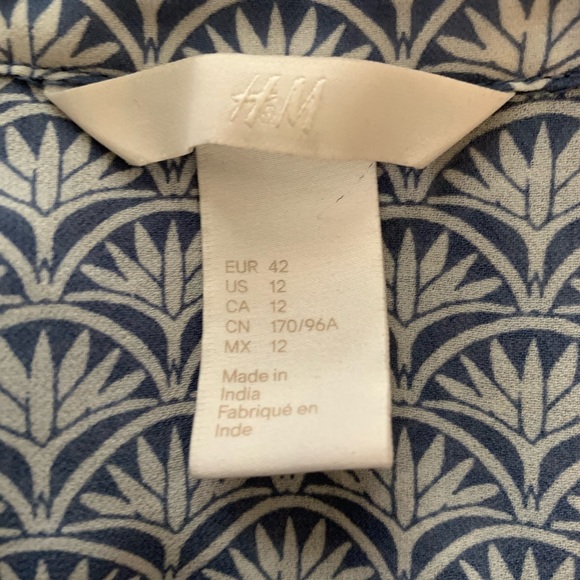 H&M
EUR 42
US 12
CA 12
CN 170/96A
MX 12
Made in
India
Fabriqué en
Inde